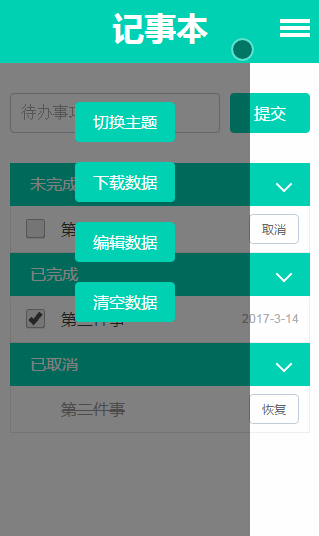 记事本
待办事
提交
切换主题
未完成
下载数据
第
取消
编辑数据
已完成
清空数据
第三件事
2017-3-14
已取消
第二件事
恢复